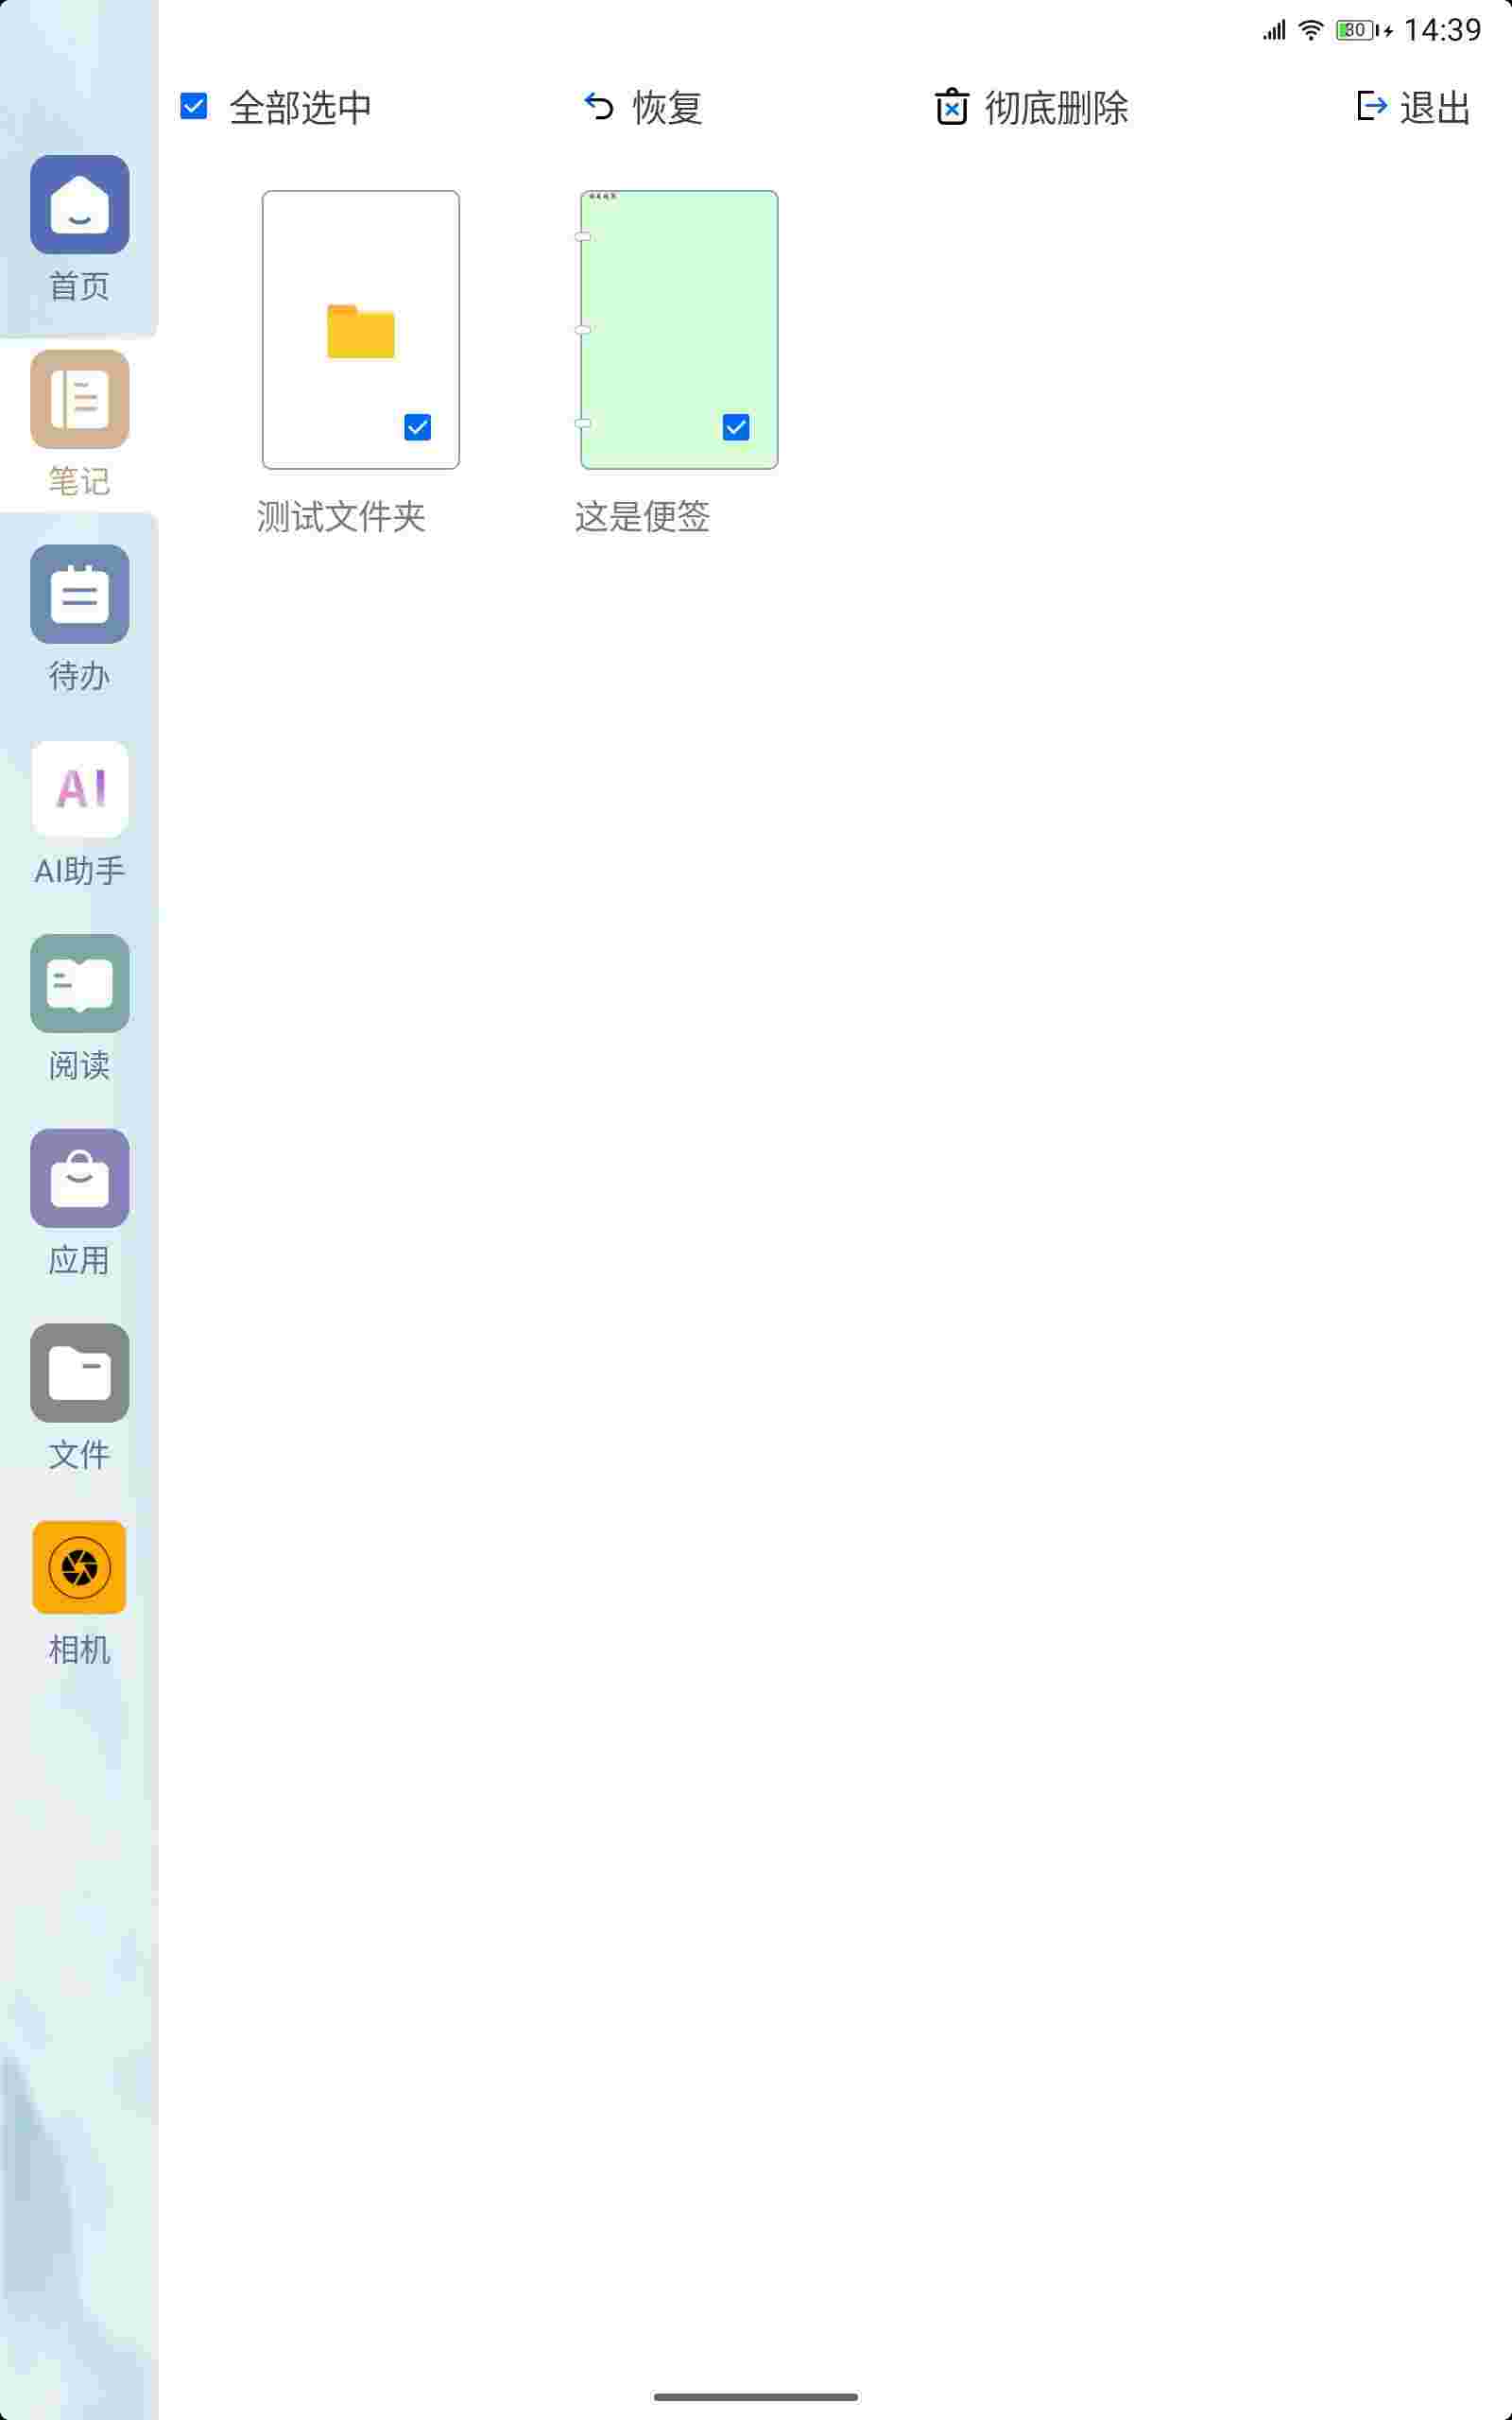 30 14:39
全部选中 恢复 彻底删除 退出
首页
笔记
测试文件夹 这是便签
待办
AI
AI助手
阅读
应用
文件
相机